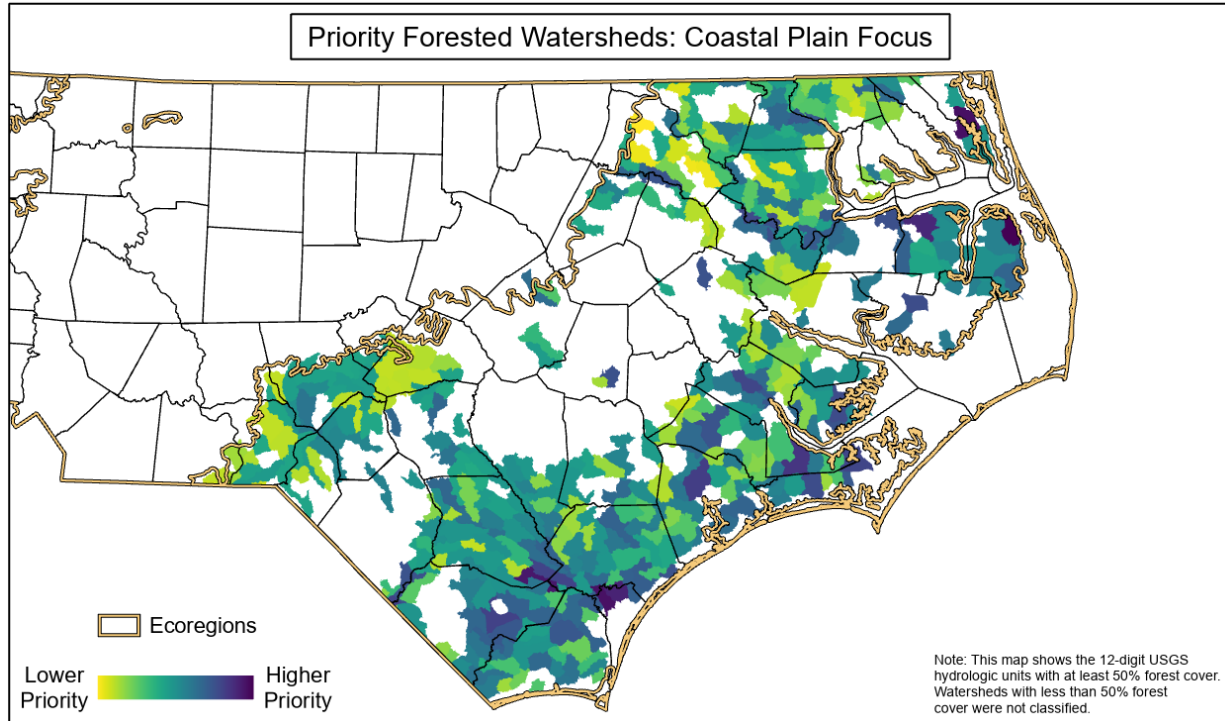 Priority Forested Watersheds: Coastal Plain Focus
Ecoregions
Lower
Priority
Higher
Priority
Note: This map shows the 12-digit USGS
hydrologic units with at least 50% forest cover.
Watersheds with less than 50% forest
cover were not classified.